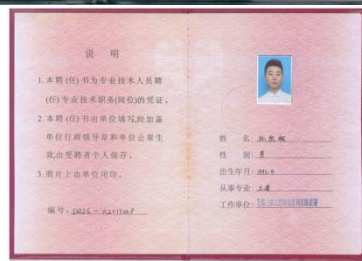 说 明
1. 本聘(任)书为专业技术人员聘
(任)专业技术职务(岗位)的凭证。
2. 本聘(任)书由单位填写,经加盖
单位行政领导章和单位公章生
效,由受聘者个人保存。
3. 照片上由单位用印。
编号:
姓 名:
性 别: 男
出生年月:
从事专业:
工作单位: